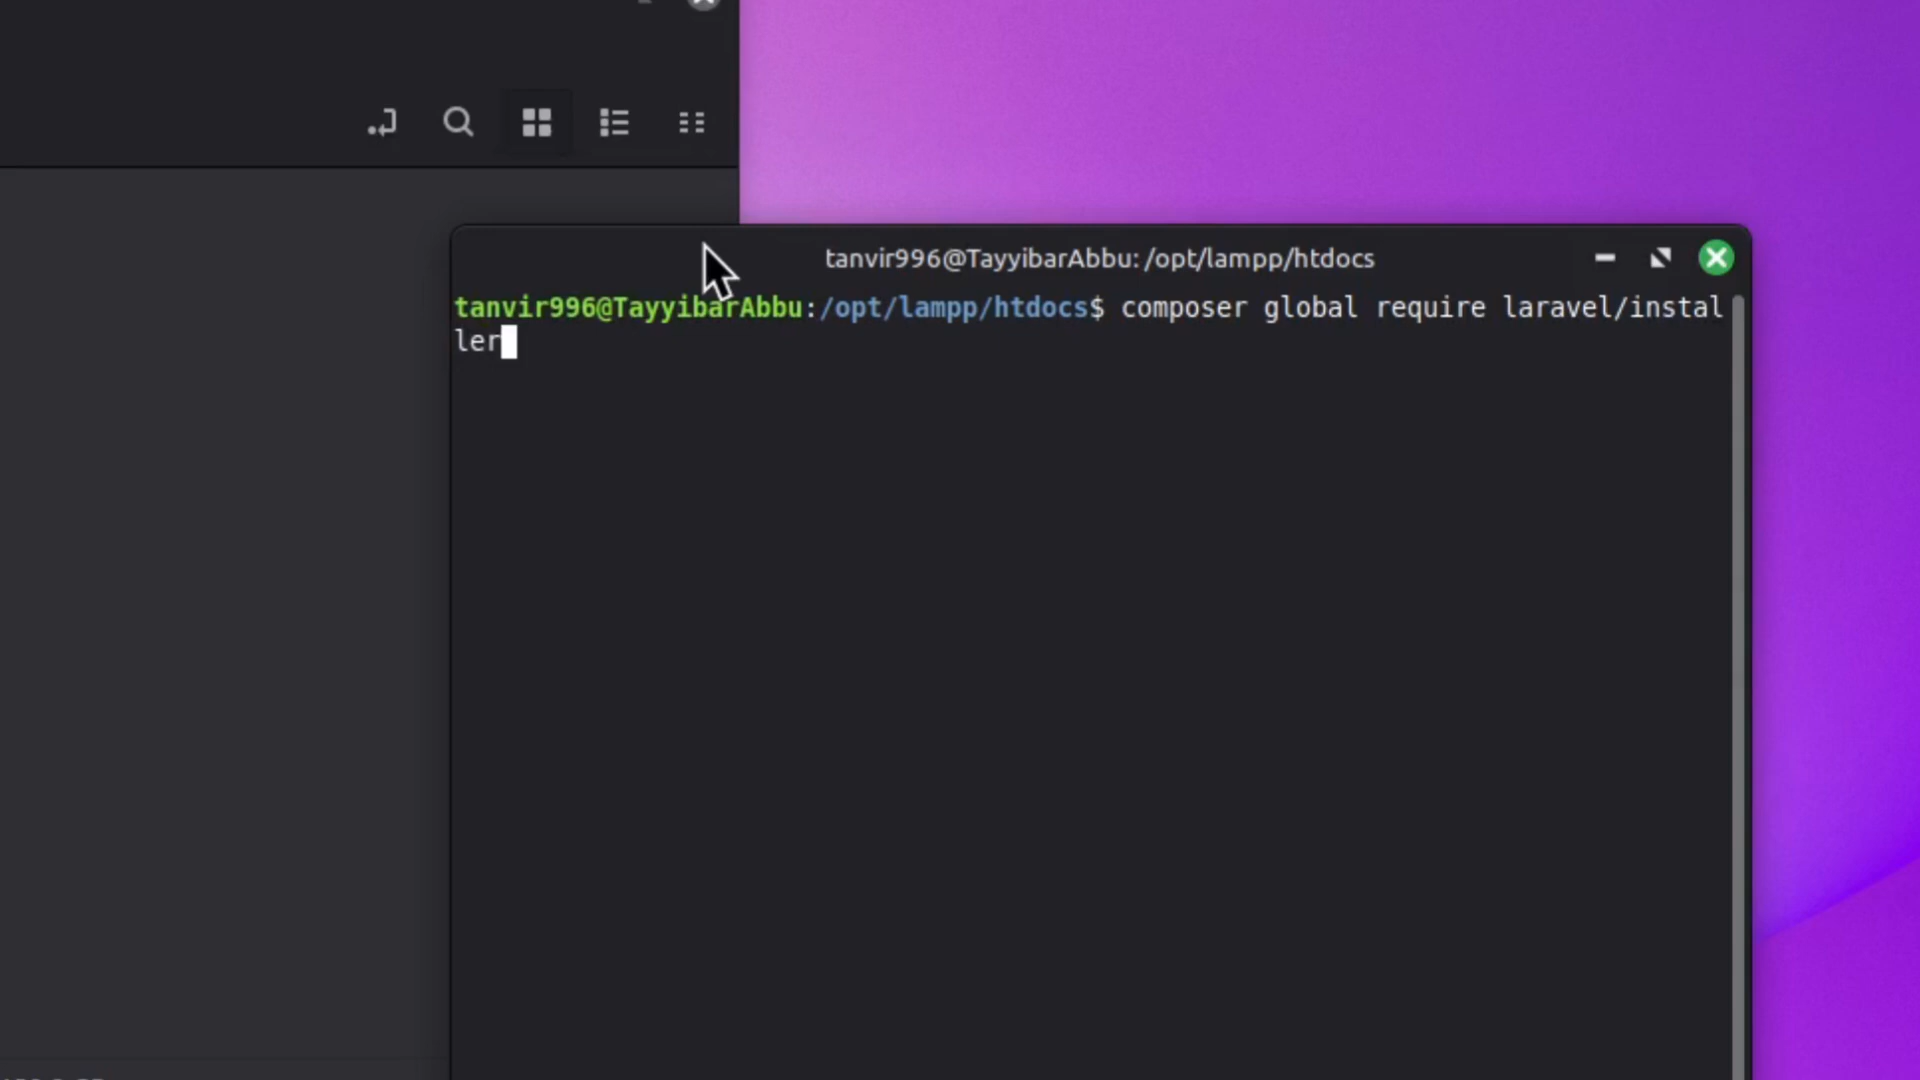 tanvir996@TayyibarAbbu: /opt/lampp/htdocs
tanvir996@TayyibarAbbu:/opt/lampp/htdocs$ composer global require laravel/instal
ler